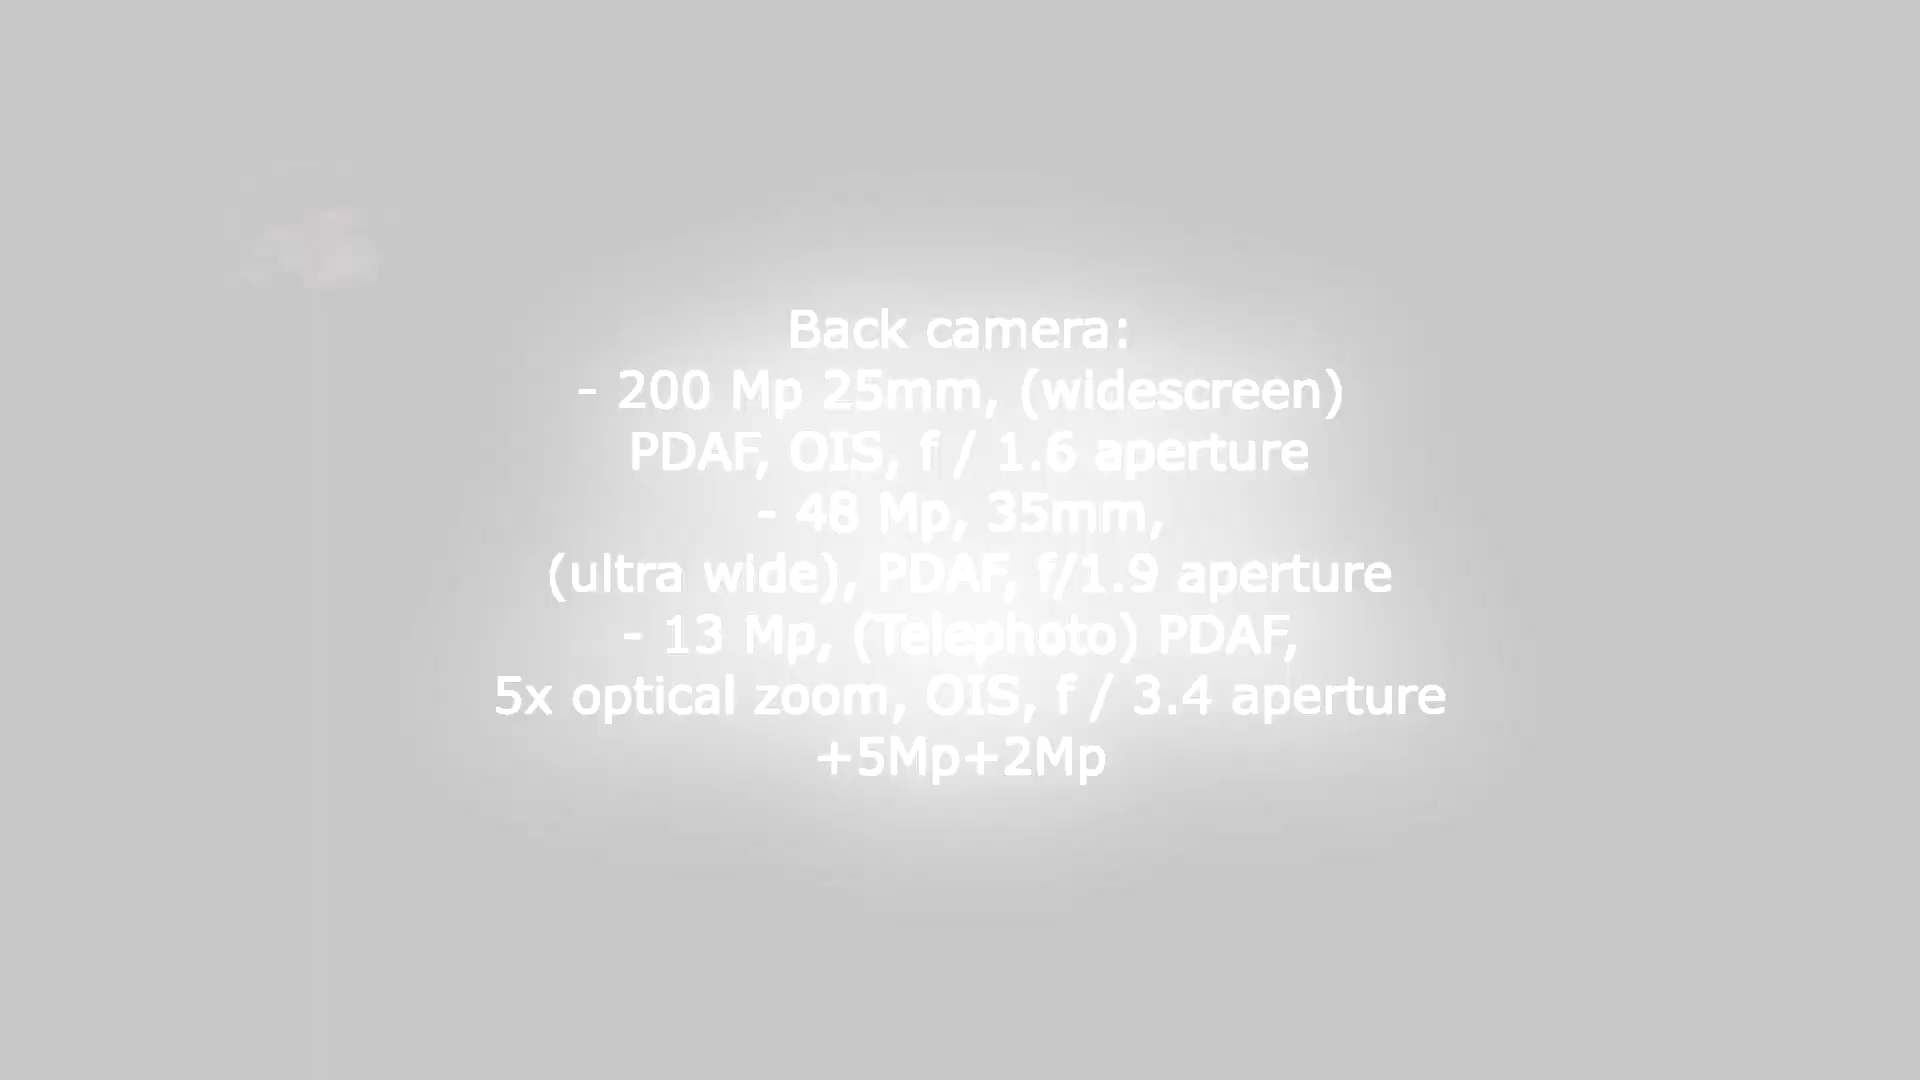 Back camera:
- 200 Mp 25mm, (widescreen)
PDAF, OIS, f / 1.6 aperture
- 48 Mp, 35mm,
(ultra wide), PDAF, f/1.9 aperture
- 13 Mp, (Telephoto) PDAF,
5x optical zoom, OIS, f / 3.4 aperture
+5Mp+2Mp